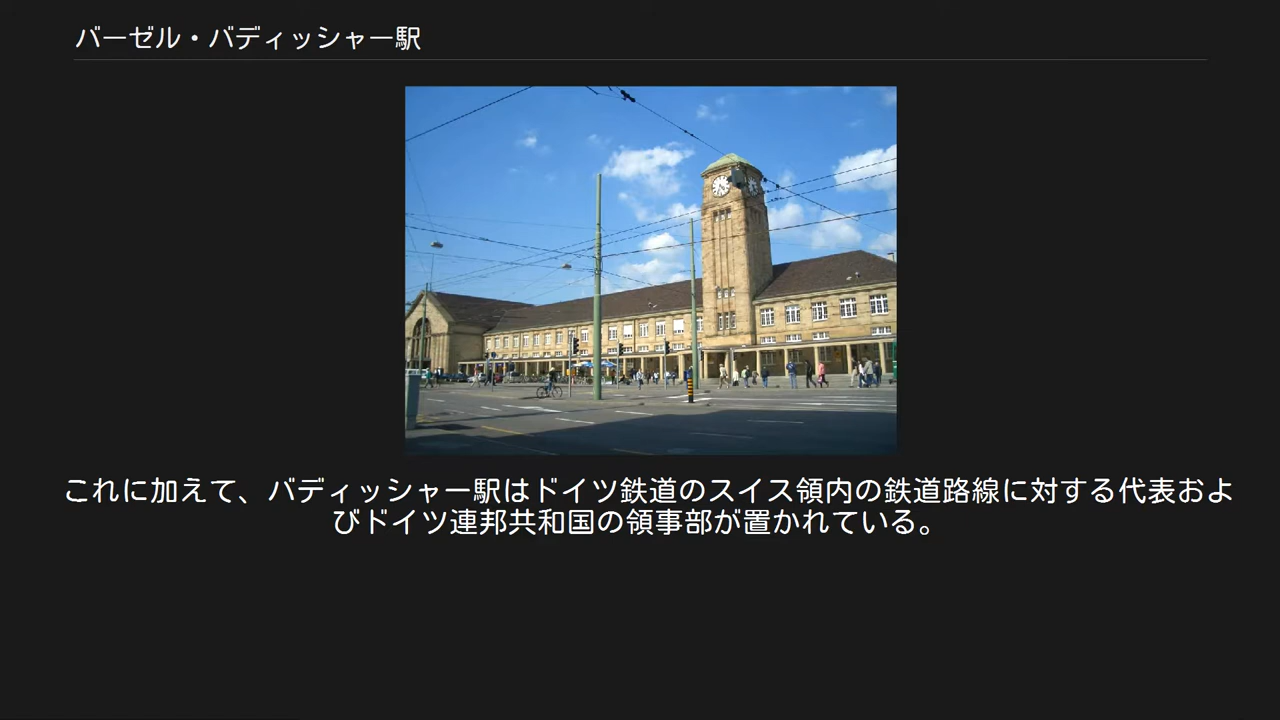 バーゼル・バディッシャー駅
これに加えて、バディッシャー駅はドイツ鉄道のスイス領内の鉄道路線に対する代表およ
びドイツ連邦共和国の領事部が置かれている。